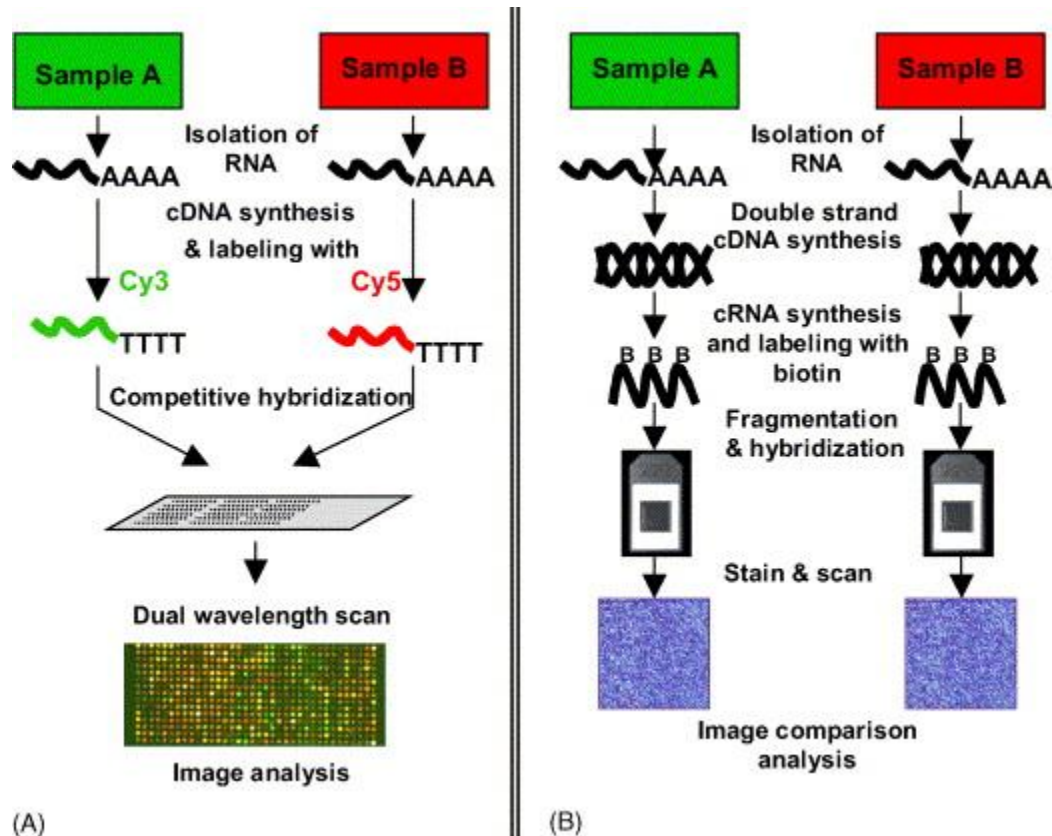 Sample A
Sample B
Isolation of
RNA
AAAA
AAAA
cDNA synthesis
& labeling with
Cy3
Cy5
TTTT
TTTT
Competitive hybridization
Dual wavelength scan
Image analysis
(A)
Sample A
Sample B
Isolation of
RNA
AAAA
AAAA
Double strand
cDNA synthesis
cRNA synthesis
and labeling with
biotin
B B B
B B B
Fragmentation
& hybridization
Stain & scan
Image comparison
analysis
(B)